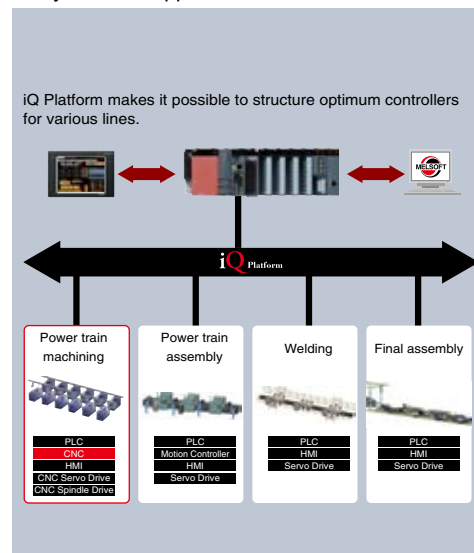 iQ Platform makes it possible to structure optimum controllers
for various lines.
MELSOFT
iQ Platform
Power train
machining
PLC
CNC
HMI
CNC Servo Drive
CNC Spindle Drive
Power train
assembly
PLC
Motion Controller
HMI
Servo Drive
Welding
PLC
HMI
Servo Drive
Final assembly
PLC
HMI
Servo Drive